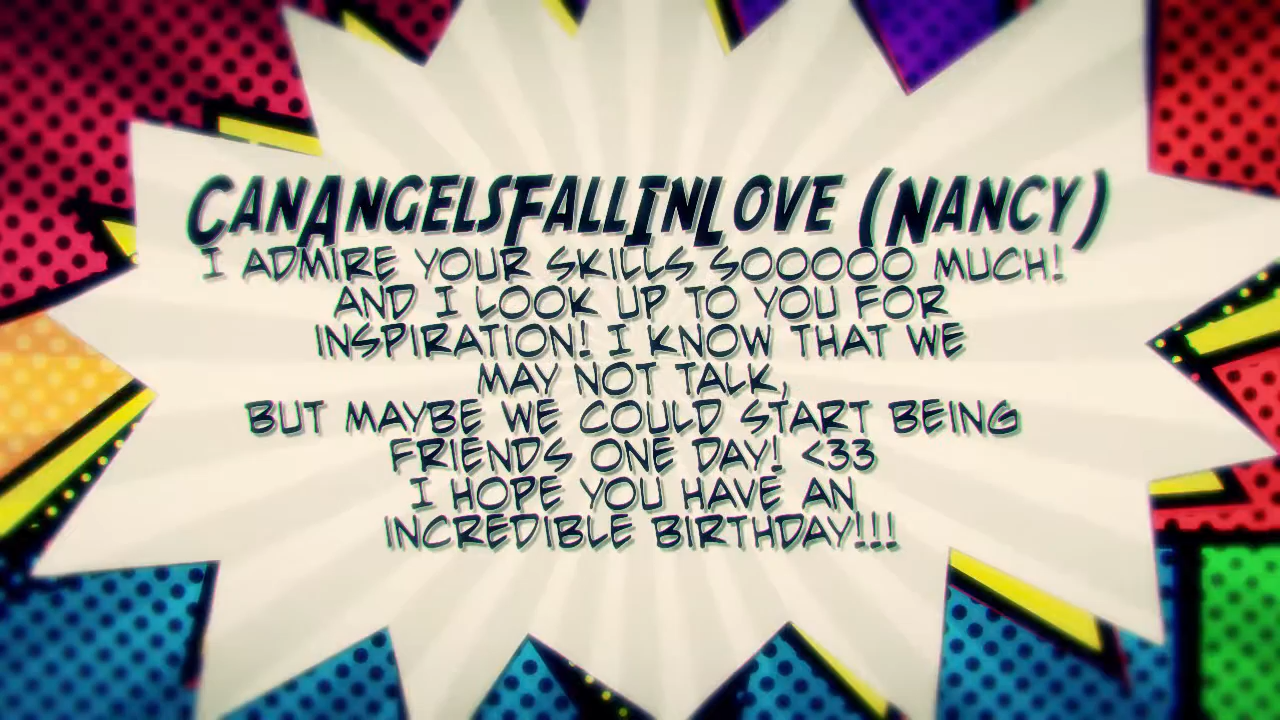 CanAngelsFallInLove (Nancy)
I ADMIRE YOUR SKILLS SOOOOO MUCH!
AND I LOOK UP TO YOU FOR
INSPIRATION! I KNOW THAT WE
MAY NOT TALK,
BUT MAYBE WE COULD START BEING
FRIENDS ONE DAY! <33
I HOPE YOU HAVE AN
INCREDIBLE BIRTHDAY!!!